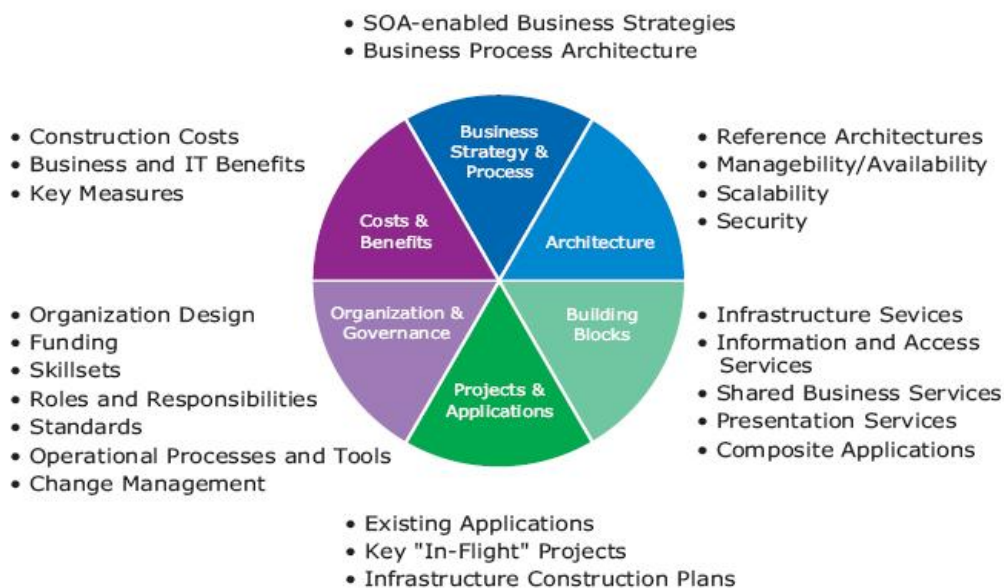 • SOA-enabled Business Strategies
• Business Process Architecture
• Construction Costs
• Business and IT Benefits
• Key Measures
Business
Strategy &
Process
• Reference Architectures
• Managebility/Availability
• Scalability
• Security
Costs &
Benefits
Architecture
• Organization Design
• Funding
• Skillsets
• Roles and Responsibilities
• Standards
• Operational Processes and Tools
• Change Management
Organization &
Governance
Building
Blocks
• Infrastructure Sevices
• Information and Access
Services
• Shared Business Services
• Presentation Services
• Composite Applications
Projects &
Applications
• Existing Applications
• Key "In-Flight" Projects
• Infrastructure Construction Plans